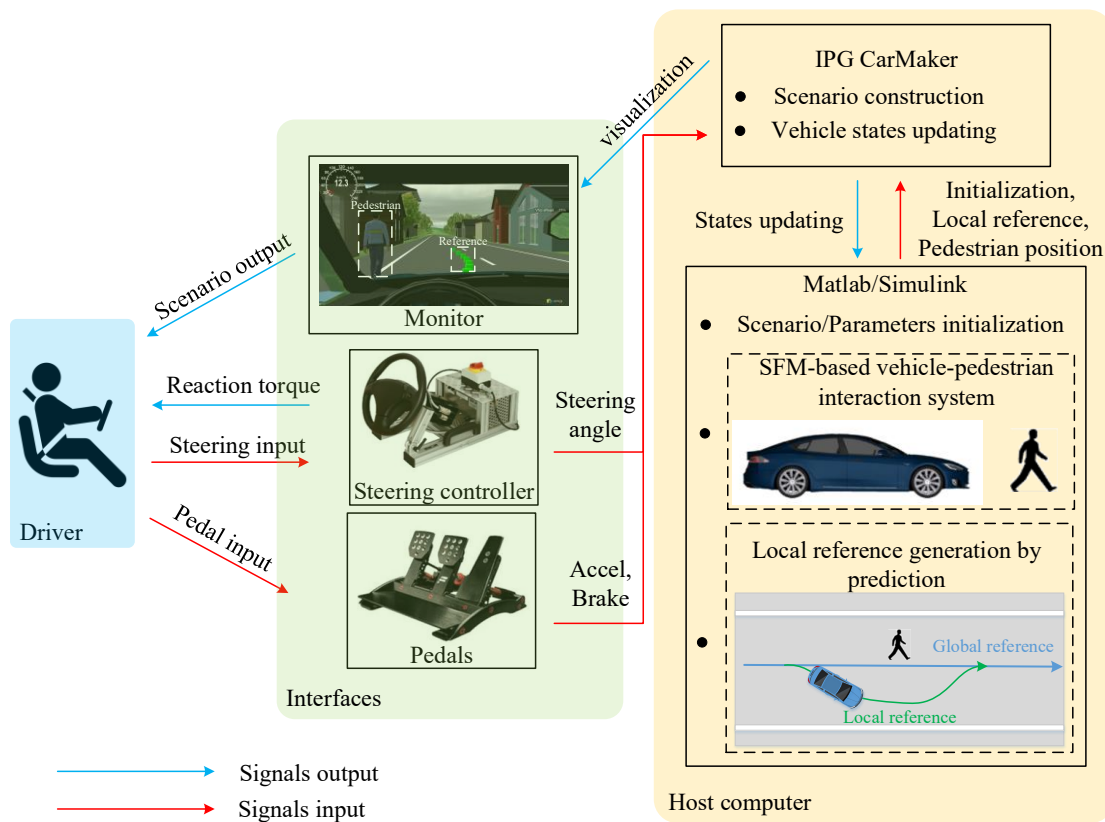 IPG CarMaker
● Scenario construction
● Vehicle states updating
visualization
12.3
Pedestrian
Reference
Monitor
Scenario output
States updating
Initialization,
Local reference,
Pedestrian position
Matlab/Simulink
● Scenario/Parameters initialization
SFM-based vehicle-pedestrian
interaction system
Reaction torque
Steering input
Steering
angle
Steering controller
Driver
Pedal input
Accel,
Brake
Pedals
Interfaces
Local reference generation by
prediction
Global reference
Local reference
Host computer
Signals output
Signals input